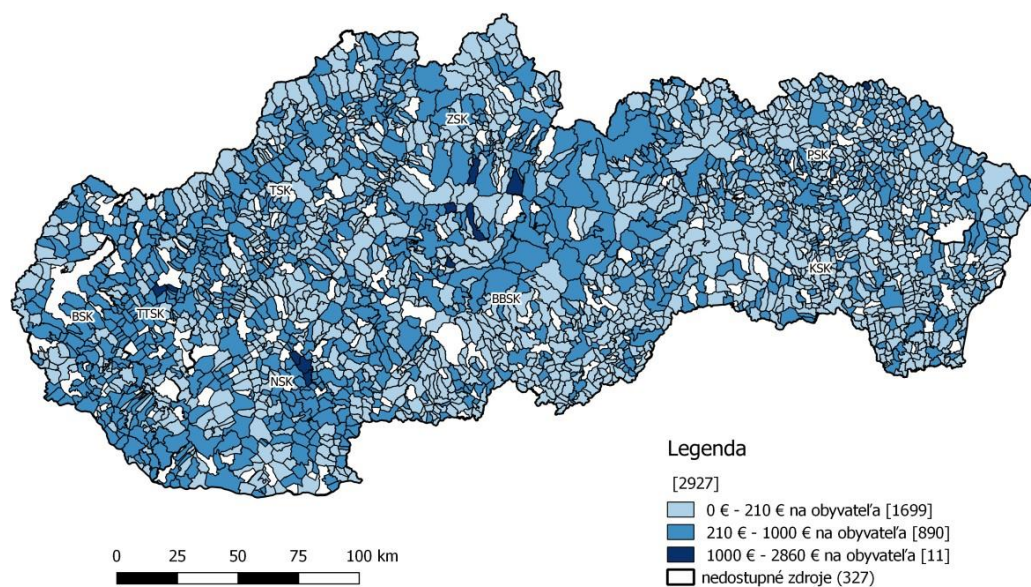 ZSK
PSK
TSK
KSK
BBSK
BSK
TTSK
NSK
Legenda
[2927]
0 € - 210 € na obyvateľa [1699]
210 € - 1000 € na obyvateľa [890]
1000 € - 2860 € na obyvateľa [11]
nedostupné zdroje (327)
0 25 50 75 100 km